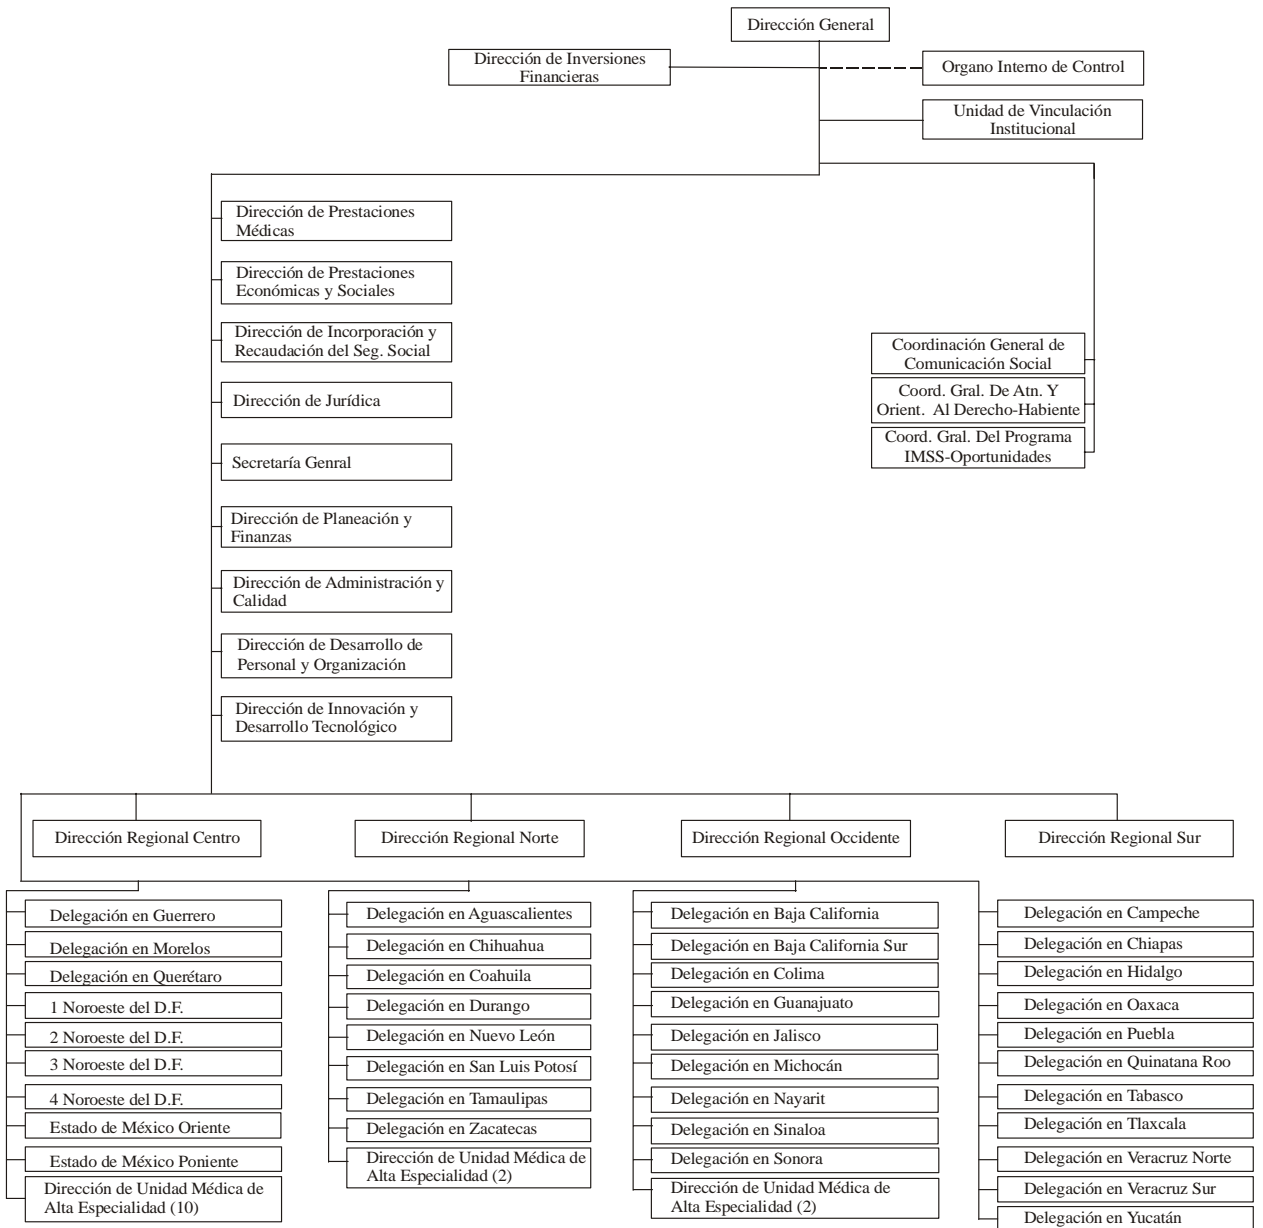 Dirección General
Dirección de Inversiones
Financieras
Organo Interno de Control
Unidad de Vinculación
Institucional
Dirección de Prestaciones
Médicas
Dirección de Prestaciones
Económicas y Sociales
Dirección de Incorporación y
Recaudación del Seg. Social
Dirección de Jurídica
Secretaría Genral
Dirección de Planeación y
Finanzas
Dirección de Administración y
Calidad
Dirección de Desarrollo de
Personal y Organización
Dirección de Innovación y
Desarrollo Tecnológico
Coordinación General de
Comunicación Social
Coord. Gral. De Atn. Y
Orient. Al Derecho-Habiente
Coord. Gral. Del Programa
IMSS-Oportunidades
Dirección Regional Centro
Dirección Regional Norte
Dirección Regional Occidente
Dirección Regional Sur
Delegación en Guerrero
Delegación en Morelos
Delegación en Querétaro
1 Noroeste del D.F.
2 Noroeste del D.F.
3 Noroeste del D.F.
4 Noroeste del D.F.
Estado de México Oriente
Estado de México Poniente
Dirección de Unidad Médica de
Alta Especialidad (10)
Delegación en Aguascalientes
Delegación en Chihuahua
Delegación en Coahuila
Delegación en Durango
Delegación en Nuevo León
Delegación en San Luis Potosí
Delegación en Tamaulipas
Delegación en Zacatecas
Dirección de Unidad Médica de
Alta Especialidad (2)
Delegación en Baja California
Delegación en Baja California Sur
Delegación en Colima
Delegación en Guanajuato
Delegación en Jalisco
Delegación en Michocán
Delegación en Nayarit
Delegación en Sinaloa
Delegación en Sonora
Dirección de Unidad Médica de
Alta Especialidad (2)
Delegación en Campeche
Delegación en Chiapas
Delegación en Hidalgo
Delegación en Oaxaca
Delegación en Puebla
Delegación en Quinatana Roo
Delegación en Tabasco
Delegación en Tlaxcala
Delegación en Veracruz Norte
Delegación en Veracruz Sur
Delegación en Yucatán